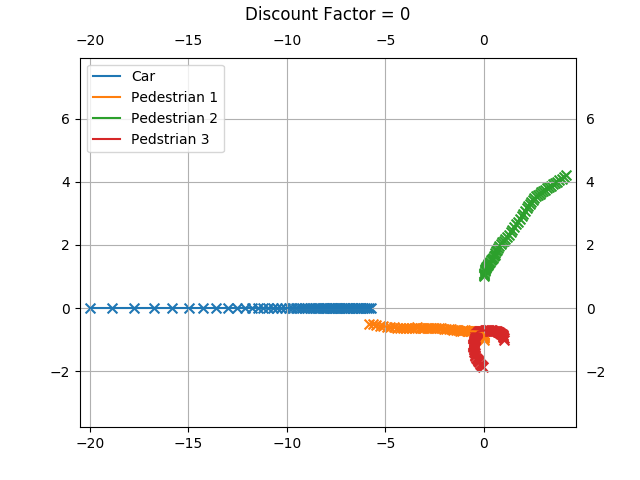 Discount Factor = 0
−20 −15 −10 −5 0
Car
Pedestrian 1
Pedestrian 2
Pedstrian 3
6 6
4 4
2 2
0 0
−2 −2
−20 −15 −10 −5 0